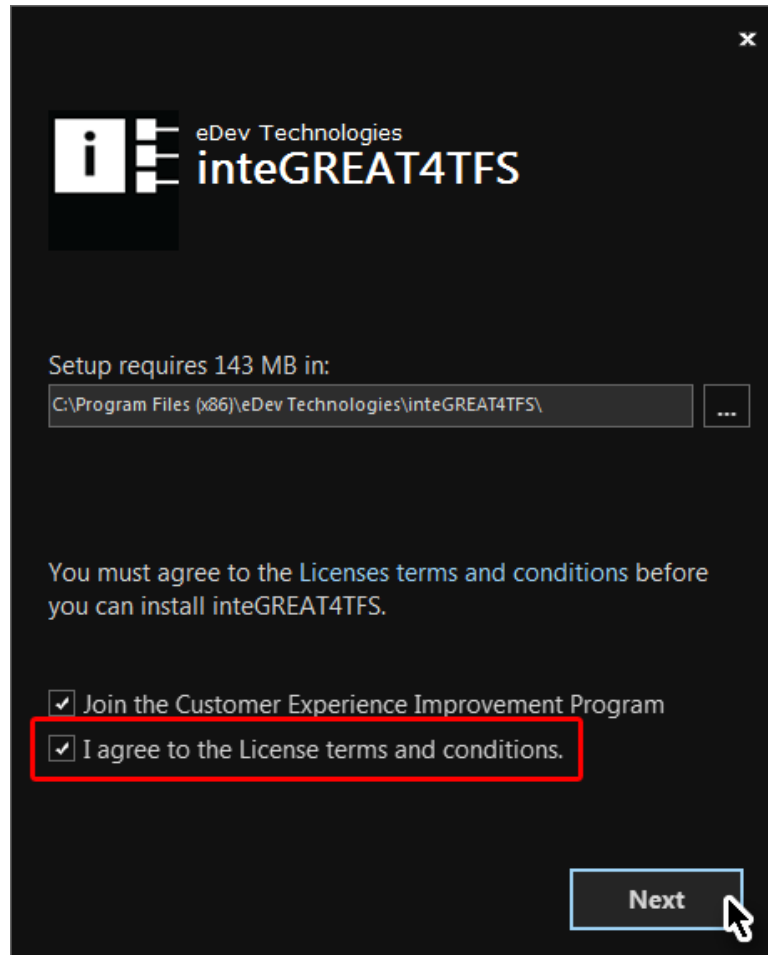 x
i
eDev Technologies
inteGREAT4TFS
Setup requires 143 MB in:
C:\Program Files (x86)\eDev Technologies\inteGREAT4TFS\
...
You must agree to the Licenses terms and conditions before
you can install inteGREAT4TFS.
Join the Customer Experience Improvement Program
I agree to the License terms and conditions.
Next